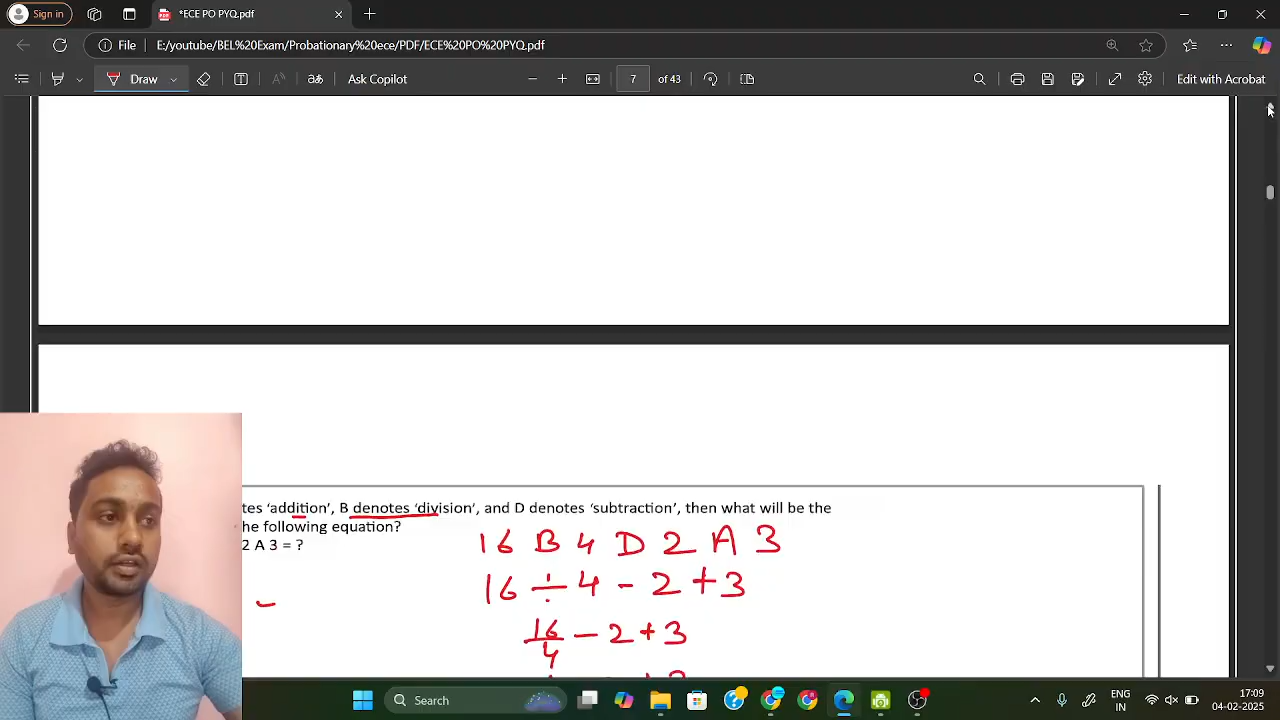 Sign in
*ECE PO PYQ.pdf
File E:/youtube/BEL%20Exam/Probationary%20ece/PDF/ECE%20PO%20PYQ.pdf
Draw Ask Copilot 7 of 43 Edit with Acrobat
tes 'addition', B denotes 'division', and D denotes 'subtraction', then what will be the
he following equation?
2 A 3 = ?
16 B 4 D 2 A 3
16 ÷ 4 - 2 + 3
16/4 - 2 + 3
Search
ENG
IN
17:09
04-02-2025